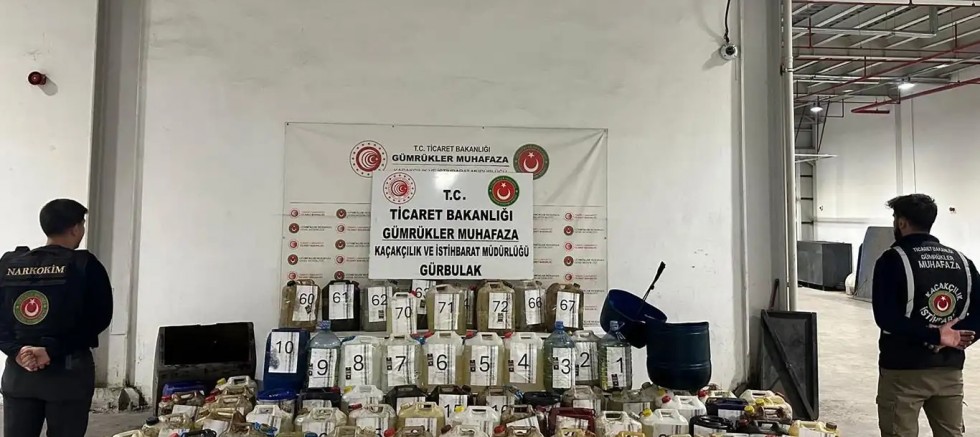 T.C. TİCARET BAKANLIĞI
GÜMRÜKLER MUHAFAZA
T.C.
TİCARET BAKANLIĞI
GÜMRÜKLER MUHAFAZA
KAÇAKÇILIK VE İSTİHBARAT MÜDÜRLÜĞÜ
GÜRBULAK
NARKOKİM
TİCARET BAKANLIĞI
GÜMRÜKLER
MUHAFAZA
KAÇAKÇILIK
İSTİHBARAT
60 61 62 70 71 72 66 67
10 9 8 7 6 5 4 3 2 1